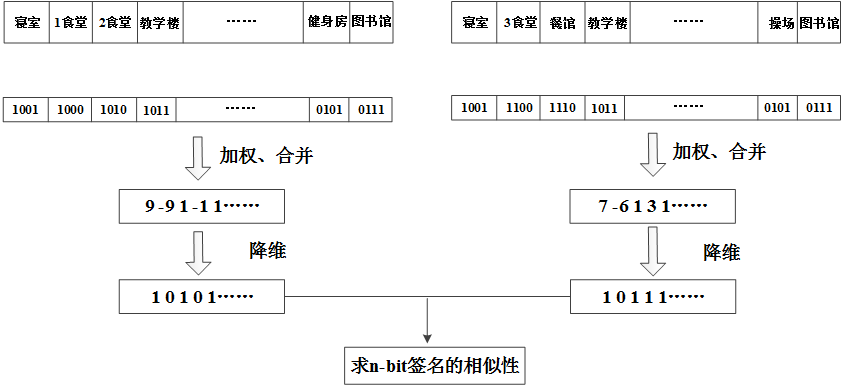 寝室 1食堂 2食堂 教学楼 …… 健身房 图书馆
寝室 3食堂 餐馆 教学楼 …… 操场 图书馆
1001 1000 1010 1011 …… 0101 0111
1001 1100 1110 1011 …… 0101 0111
加权、合并
加权、合并
9 -9 1 -1 1……
7 -6 1 3 1……
降维
降维
1 0 1 0 1……
1 0 1 1 1……
求n-bit签名的相似性